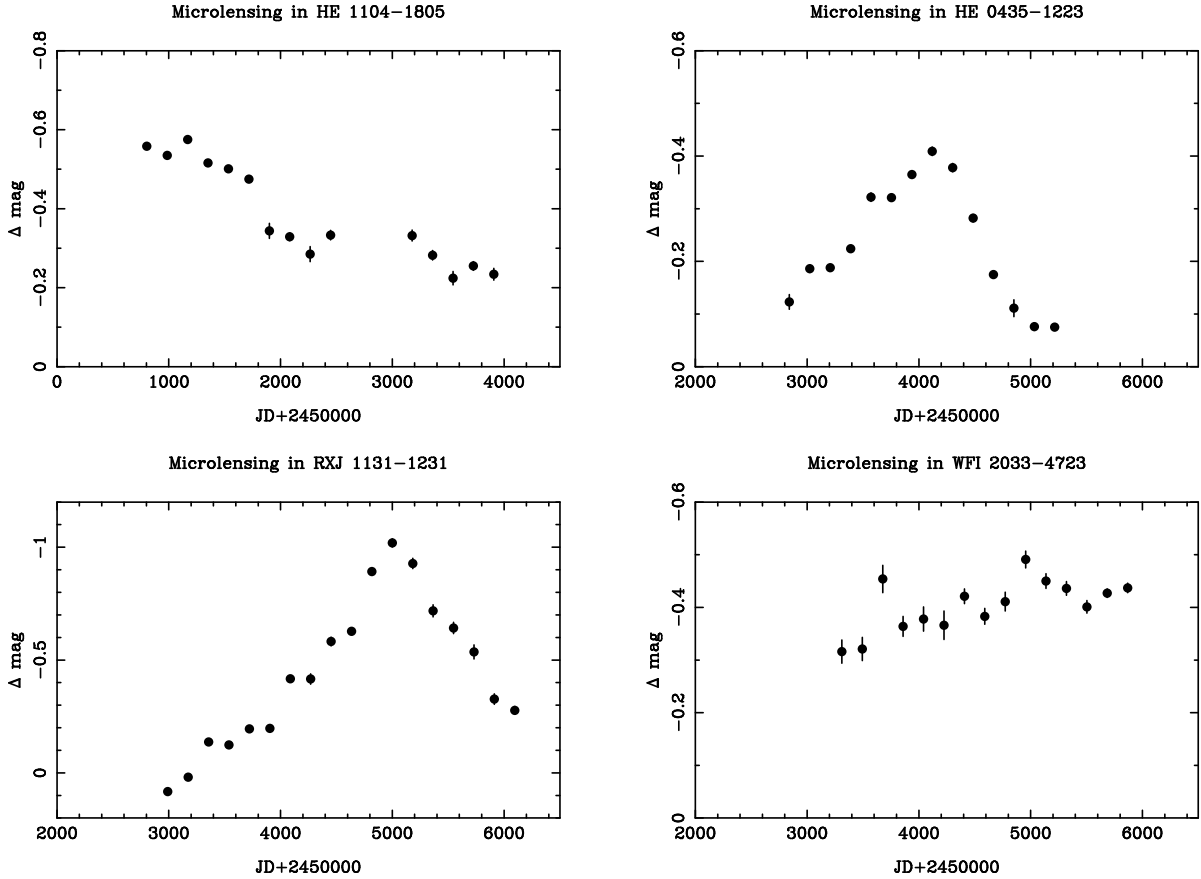 Microlensing in HE 1104−1805
−0.8
−0.6
−0.4
−0.2
0
Δ mag
0 1000 2000 3000 4000
JD+2450000
Microlensing in HE 0435−1223
−0.6
−0.4
−0.2
0
Δ mag
2000 3000 4000 5000 6000
JD+2450000
Microlensing in RXJ 1131−1231
−1
−0.5
0
Δ mag
2000 3000 4000 5000 6000
JD+2450000
Microlensing in WFI 2033−4723
−0.6
−0.4
−0.2
0
Δ mag
2000 3000 4000 5000 6000
JD+2450000